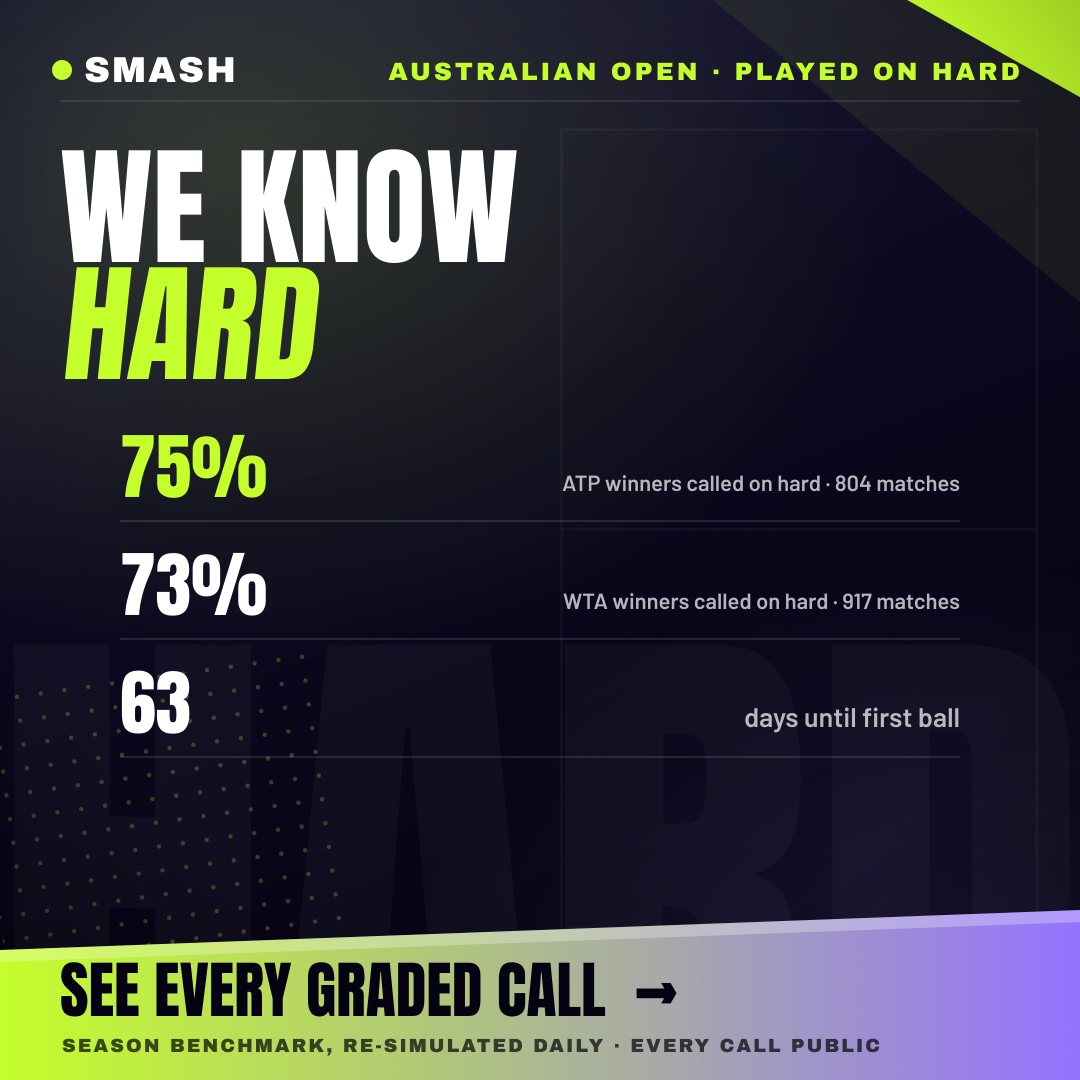 SMASH
AUSTRALIAN OPEN · PLAYED ON HARD
WE KNOW
HARD
75%
ATP winners called on hard · 804 matches
73%
WTA winners called on hard · 917 matches
63
days until first ball
HARD
SEE EVERY GRADED CALL →
SEASON BENCHMARK, RE-SIMULATED DAILY · EVERY CALL PUBLIC